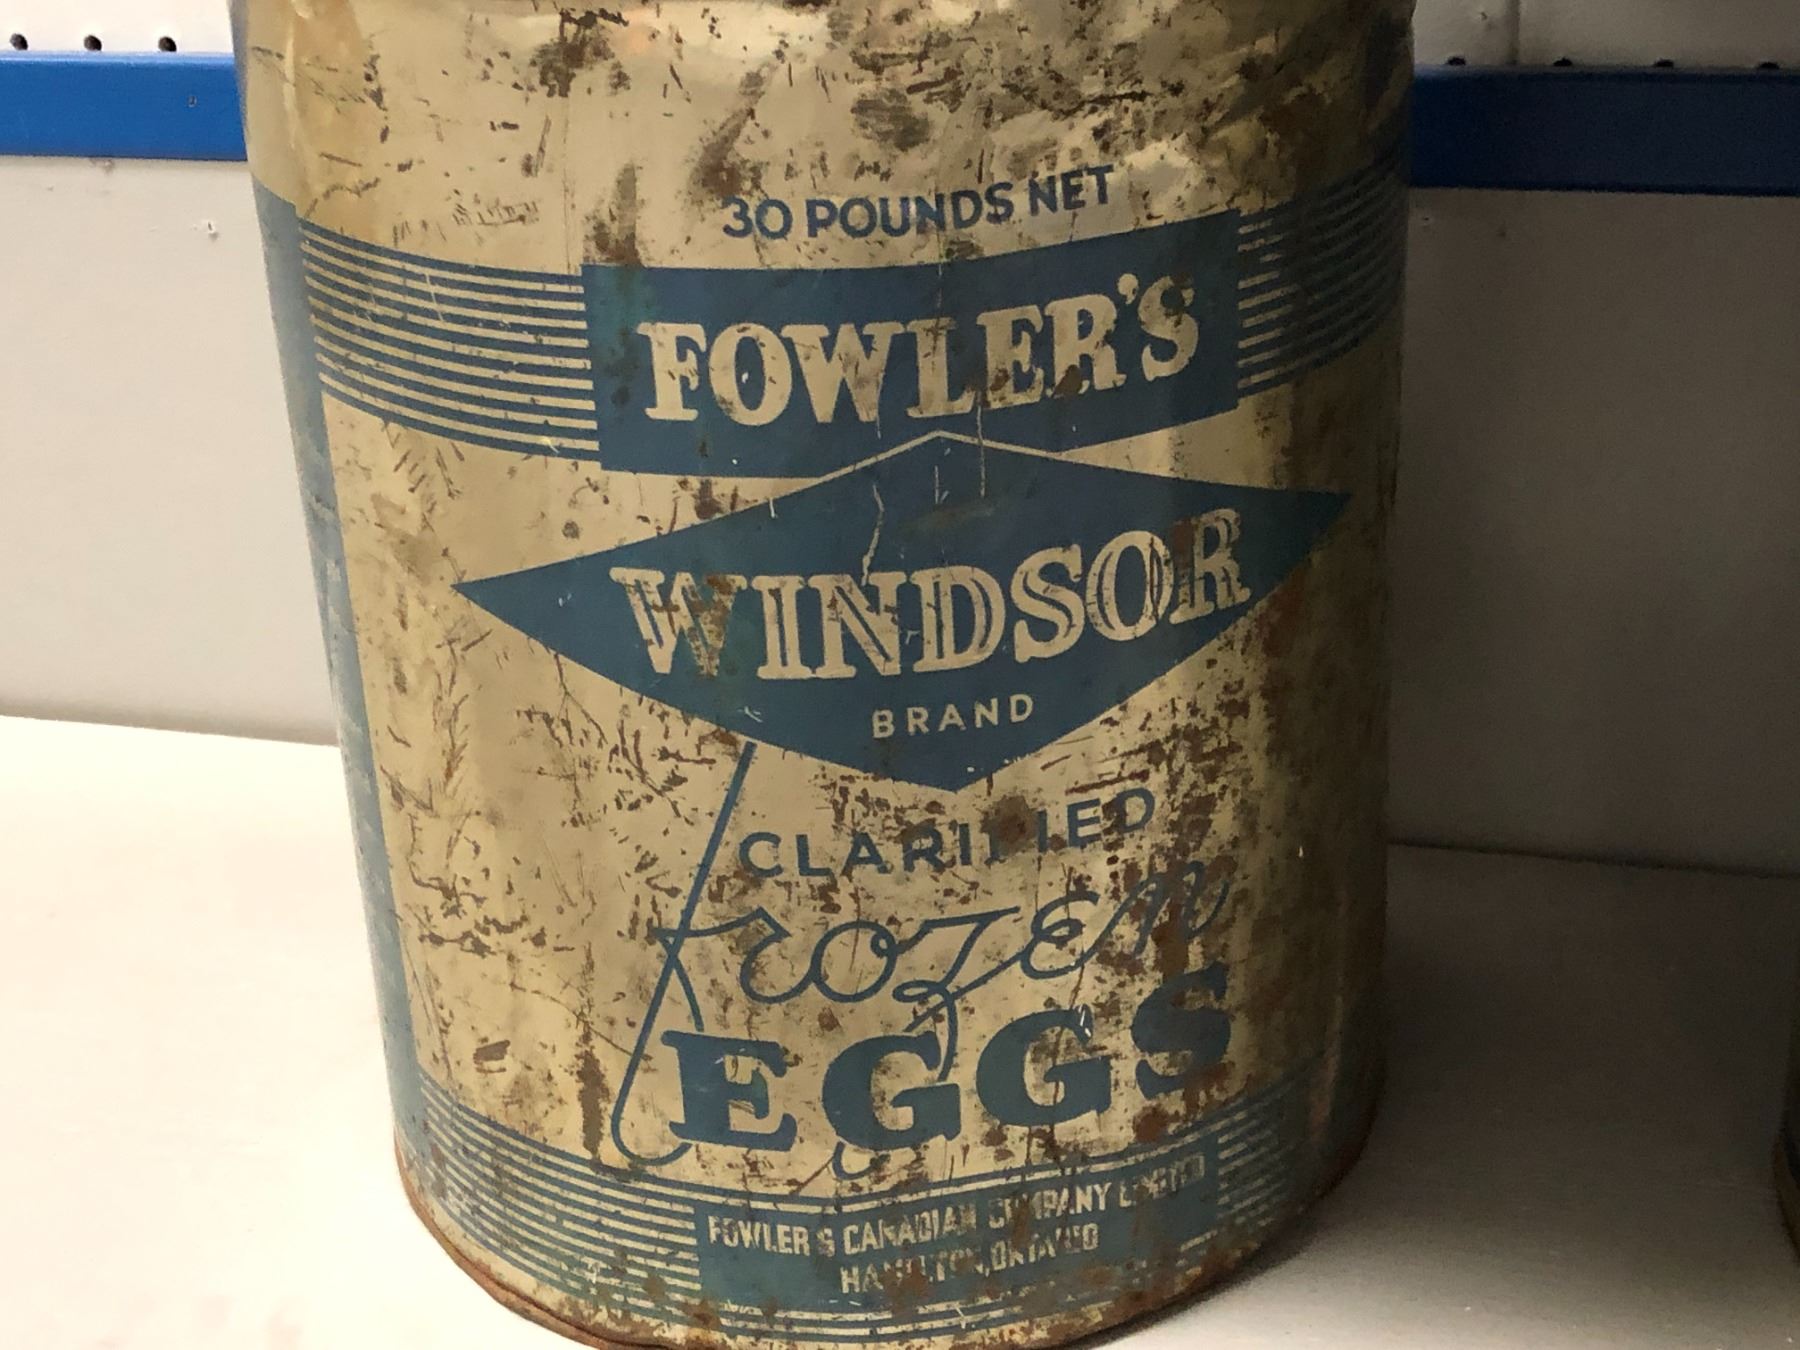 30 POUNDS NET
FOWLER'S
WINDSOR
BRAND
CLARIFIED
frozen
EGGS
FOWLER'S CANADIAN COMPANY LIMITED
HAMILTON, ONTARIO